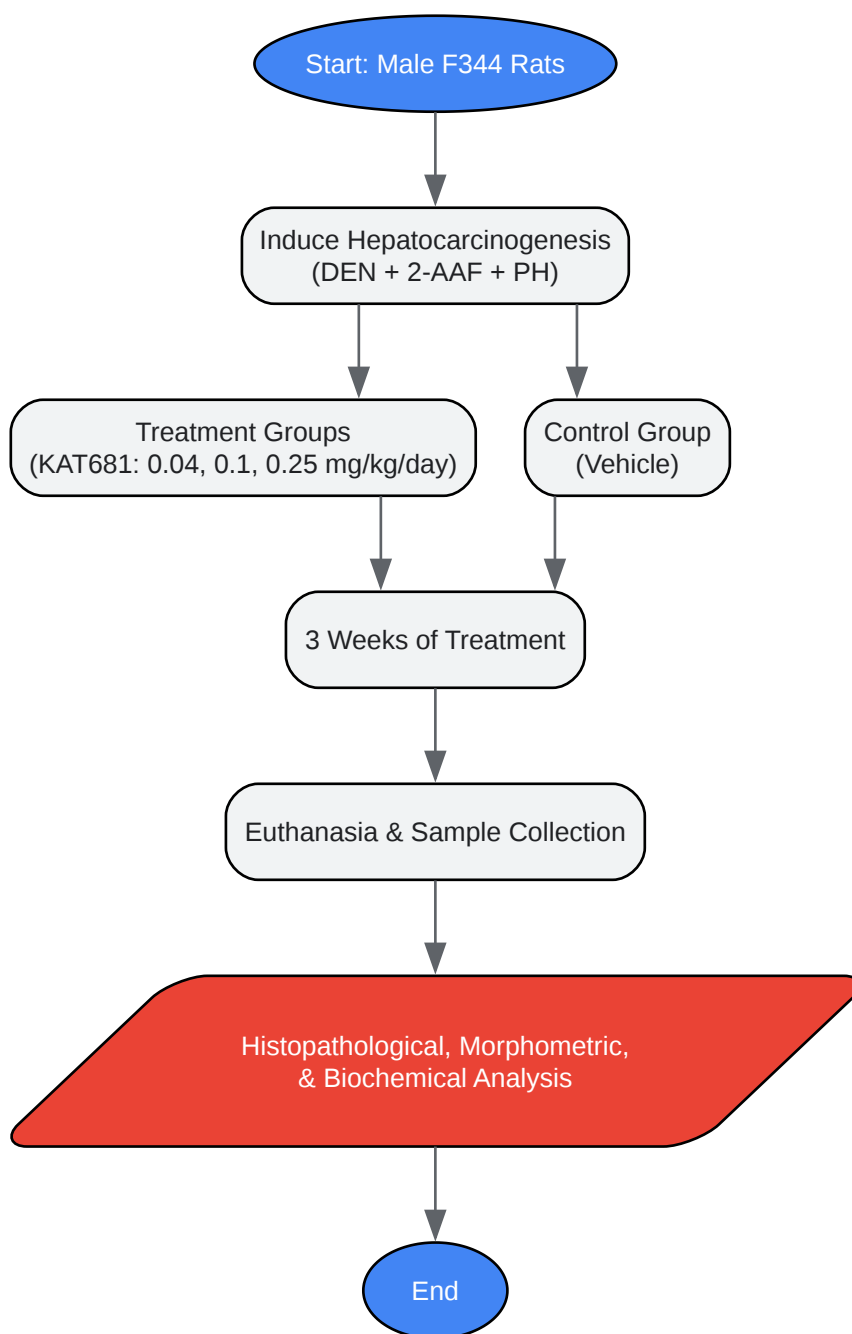 Start: Male F344 Rats
Induce Hepatocarcinogenesis
(DEN + 2-AAF + PH)
Treatment Groups
(KAT681: 0.04, 0.1, 0.25 mg/kg/day)
Control Group
(Vehicle)
3 Weeks of Treatment
Euthanasia & Sample Collection
Histopathological, Morphometric,
& Biochemical Analysis
End